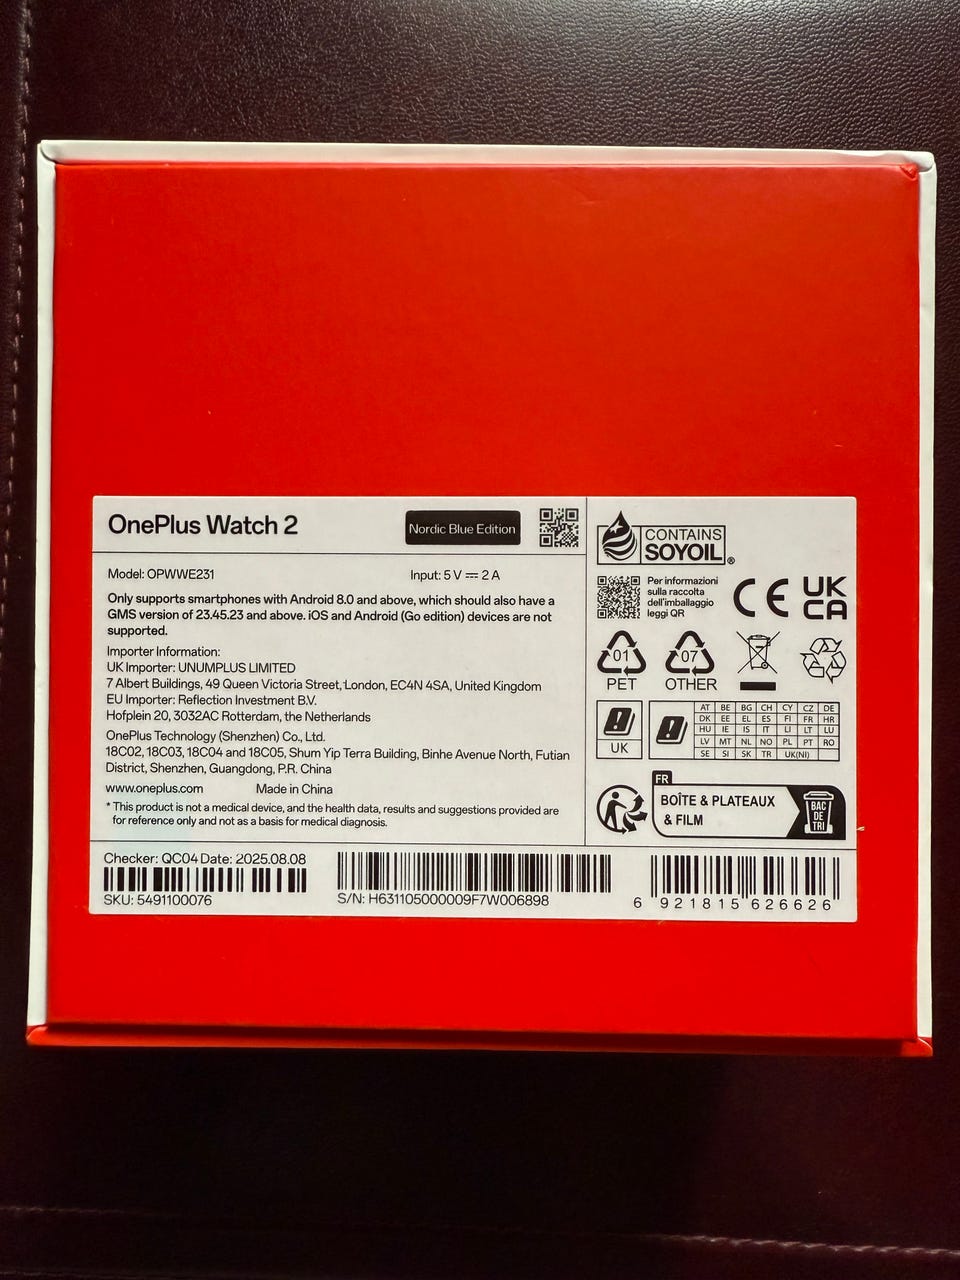 OnePlus Watch 2
Nordic Blue Edition
Model: OPWWE231
Input: 5 V ⎓ 2 A
Only supports smartphones with Android 8.0 and above, which should also have a
GMS version of 23.45.23 and above. iOS and Android (Go edition) devices are not
supported.
Importer Information:
UK Importer: UNUMPLUS LIMITED
7 Albert Buildings, 49 Queen Victoria Street, London, EC4N 4SA, United Kingdom
EU Importer: Reflection Investment B.V.
Hofplein 20, 3032AC Rotterdam, the Netherlands
OnePlus Technology (Shenzhen) Co., Ltd.
18C02, 18C03, 18C04 and 18C05, Shum Yip Terra Building, Binhe Avenue North, Futian
District, Shenzhen, Guangdong, P.R. China
www.oneplus.com
Made in China
* This product is not a medical device, and the health data, results and suggestions provided are
for reference only and not as a basis for medical diagnosis.
CONTAINS
SOYOIL®
Per informazioni
sulla raccolta
dell'imballaggio
leggi QR
CE
UK
CA
01
PET
07
OTHER
UK
AT BE BG CH CY CZ DE
DK EE EL ES FI FR HR
HU IE IS IT LI LT LU
LV MT NL NO PL PT RO
SE SI SK TR UK(NI)
FR
BOÎTE & PLATEAUX
& FILM
BAC
DE
TRI
Checker: QC04 Date: 2025.08.08
SKU: 5491100076
S/N: H631105000009F7W006898
6 921815 626626